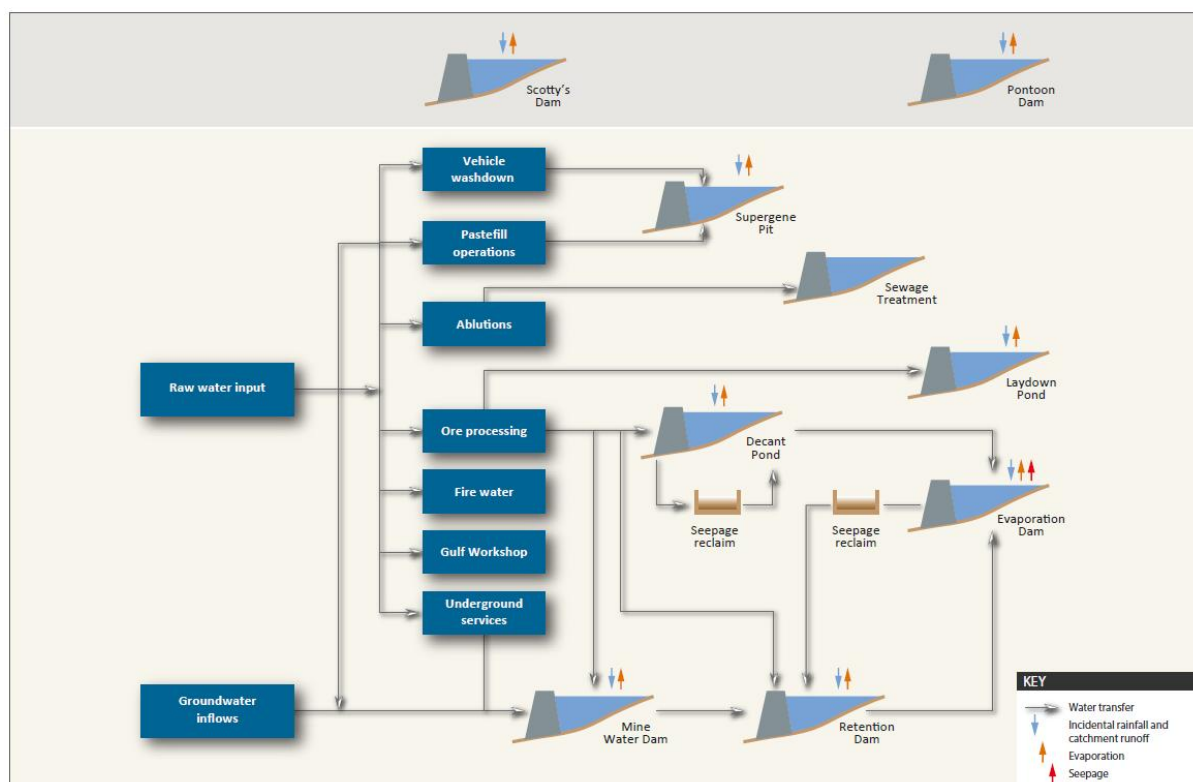 Scotty's
Dam
Pontoon
Dam
Vehicle
washdown
Supergene
Pit
Pastefill
operations
Sewage
Treatment
Ablutions
Raw water input
Laydown
Pond
Ore processing
Decant
Pond
Fire water
Seepage
reclaim
Seepage
reclaim
Evaporation
Dam
Gulf Workshop
Underground
services
Groundwater
inflows
Mine
Water Dam
Retention
Dam
KEY
Water transfer
Incidental rainfall and
catchment runoff
Evaporation
Seepage